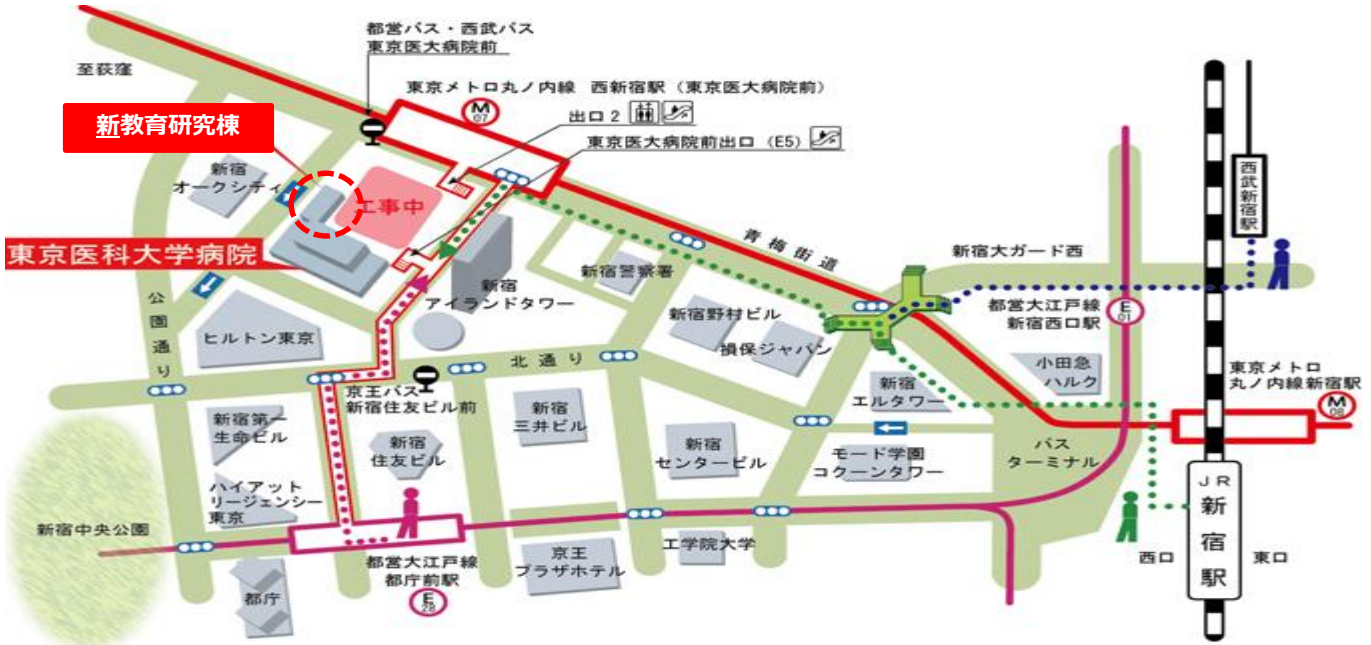 都営バス・西武バス
東京医大病院前
至荻窪
東京メトロ丸ノ内線 西新宿駅（東京医大病院前）
M
07
出口2
新教育研究棟
東京医大病院前出口（E5）
新宿
オークシティ
工事中
西武新宿駅
青梅街道
新宿大ガード西
東京医科大学病院
新宿警察署
新宿
アイランドタワー
公園通り
新宿野村ビル
都営大江戸線
新宿西口駅
E
01
ヒルトン東京
損保ジャパン
小田急
ハルク
北通り
東京メトロ
丸ノ内線新宿駅
M
08
京王バス
新宿住友ビル前
新宿
エルタワー
新宿第一
生命ビル
新宿
三井ビル
新宿
住友ビル
新宿
センタービル
モード学園
コクーンタワー
バス
ターミナル
JR
新宿駅
ハイアット
リージェンシー
東京
新宿中央公園
工学院大学
都営大江戸線
都庁前駅
E
28
京王
プラザホテル
西口
東口
都庁